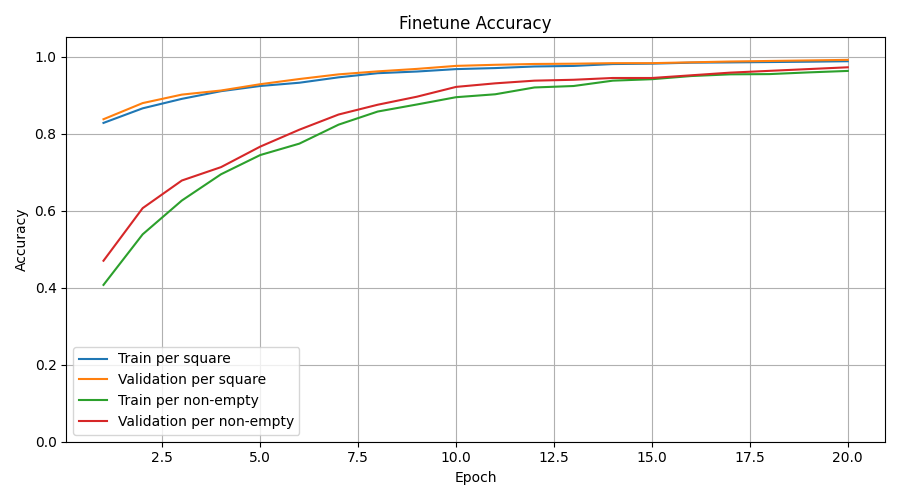 Finetune Accuracy
Accuracy
1.0
0.8
0.6
0.4
0.2
0.0
Train per square
Validation per square
Train per non-empty
Validation per non-empty
2.5 5.0 7.5 10.0 12.5 15.0 17.5 20.0
Epoch